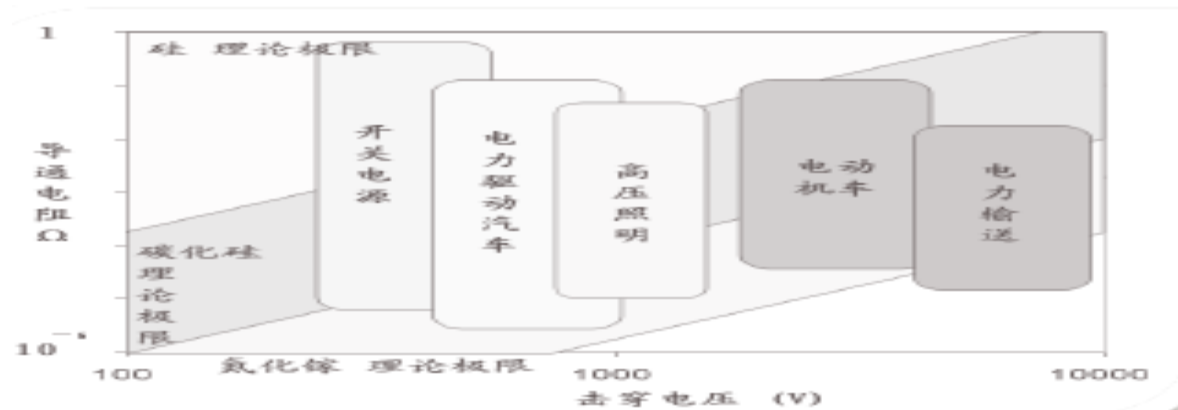 1
硅 理论极限
导通电阻Ω
开关电源
电力驱动汽车
高压照明
电动
机车
电力输送
碳化硅
理
论
极
限
10
100
氮化镓 理论极限
1000
10000
击穿电压 (V)